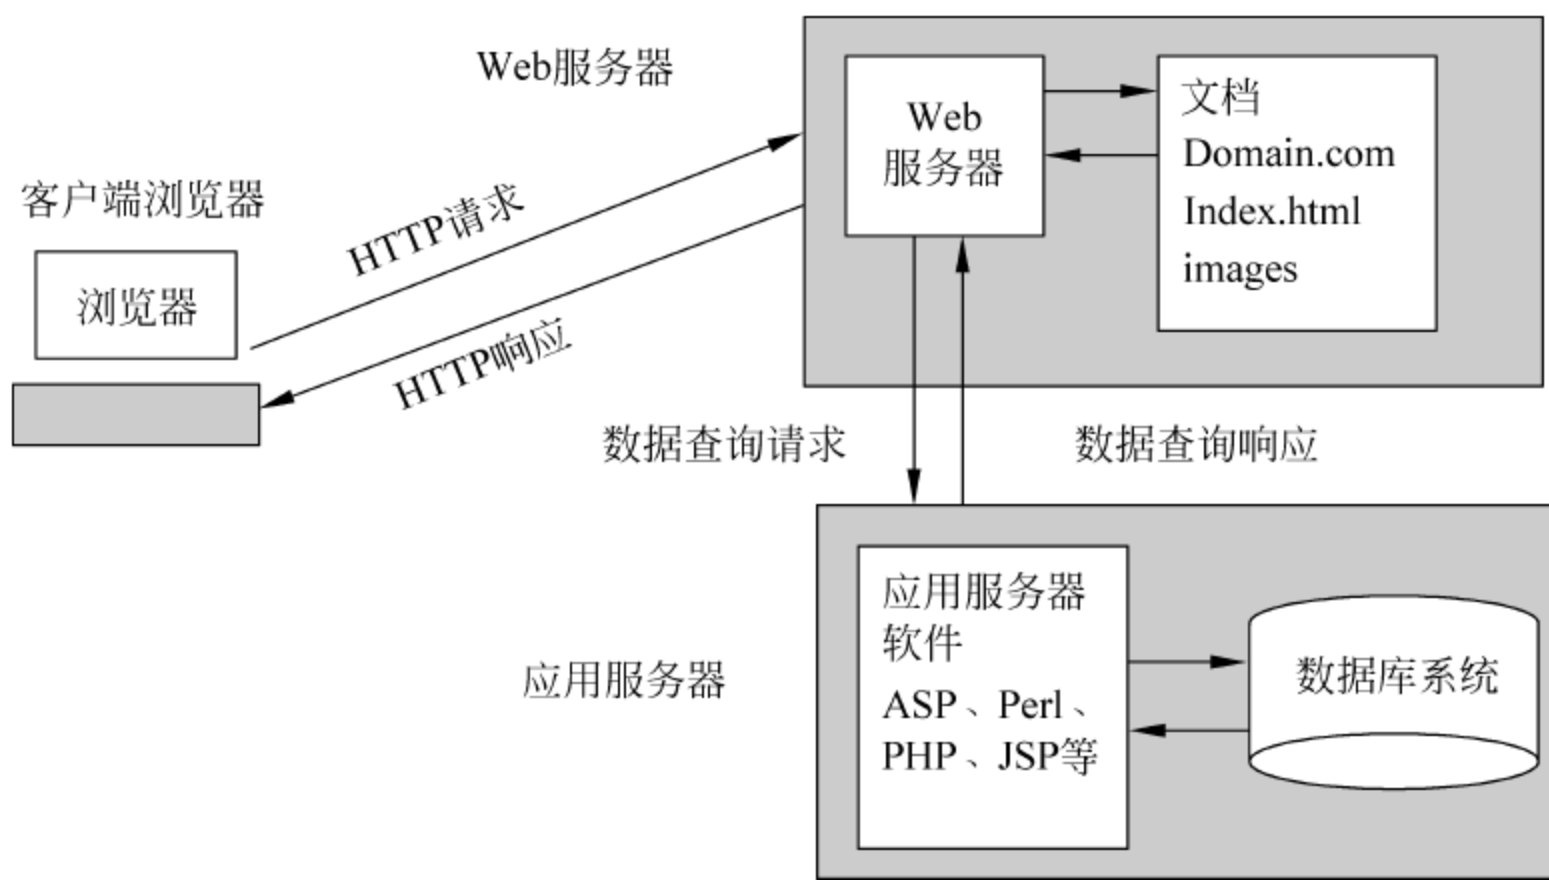 Web服务器
Web
服务器
文档
Domain.com
Index.html
images
客户端浏览器
浏览器
HTTP请求
HTTP响应
数据查询请求
数据查询响应
应用服务器
应用服务器
软件
ASP、Perl、
PHP、JSP等
数据库系统